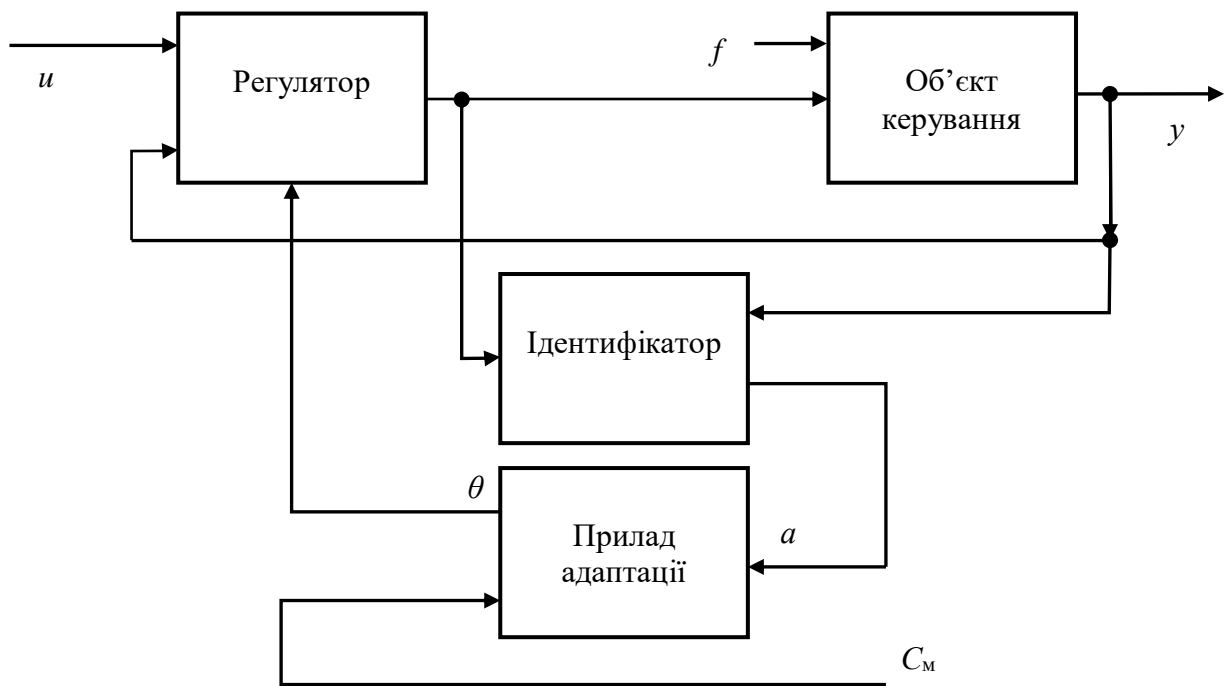 u
Регулятор
f
Об’єкт
керування
y
Ідентифікатор
θ
Прилад
адаптації
a
Cм